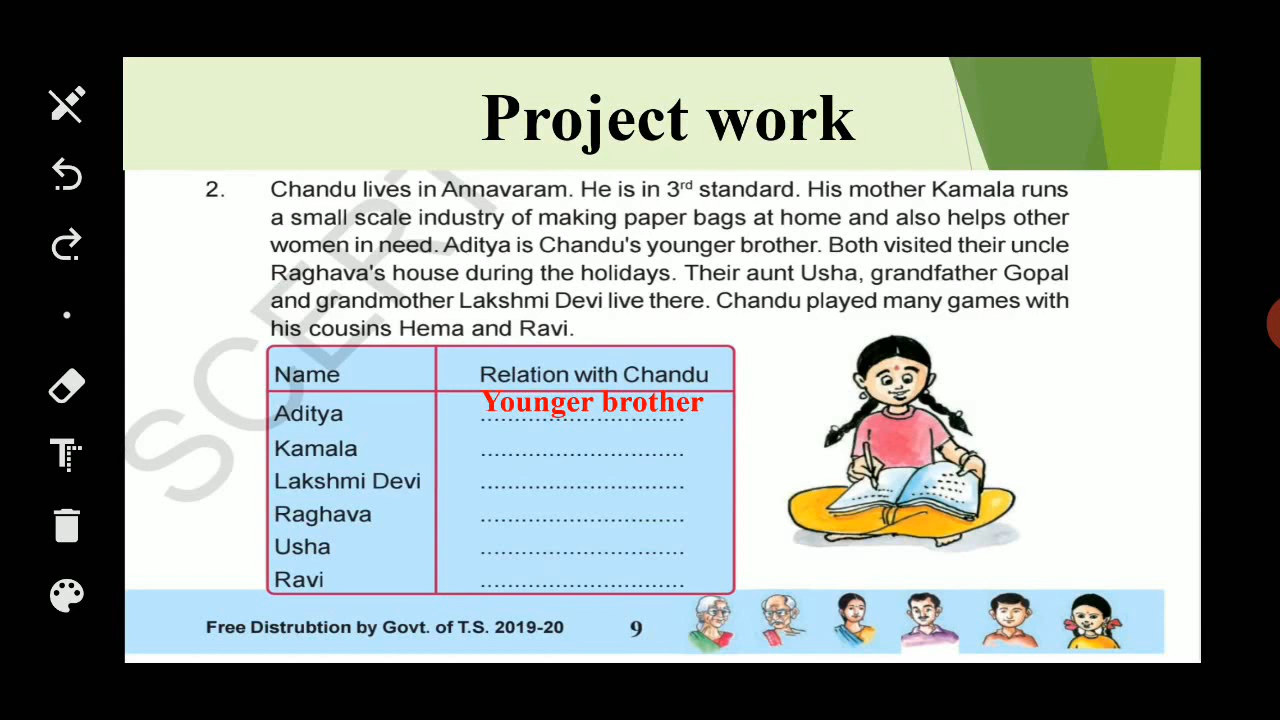 Project work
2. Chandu lives in Annavaram. He is in 3rd standard. His mother Kamala runs
a small scale industry of making paper bags at home and also helps other
women in need. Aditya is Chandu's younger brother. Both visited their uncle
Raghava's house during the holidays. Their aunt Usha, grandfather Gopal
and grandmother Lakshmi Devi live there. Chandu played many games with
his cousins Hema and Ravi.
Name Relation with Chandu
Aditya Younger brother
Kamala ..............................
Lakshmi Devi ..............................
Raghava ..............................
Usha ..............................
Ravi ..............................
Free Distrubtion by Govt. of T.S. 2019-20 9
SCERT